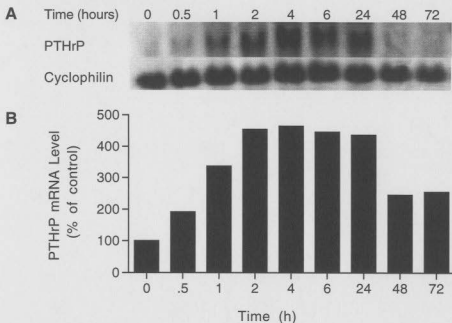 A Time (hours) 0 0.5 1 2 4 6 24 48 72
PTHrP
Cyclophilin
B
PTHrP mRNA Level
(% of control)
500
400
300
200
100
0
0 .5 1 2 4 6 24 48 72
Time (h)